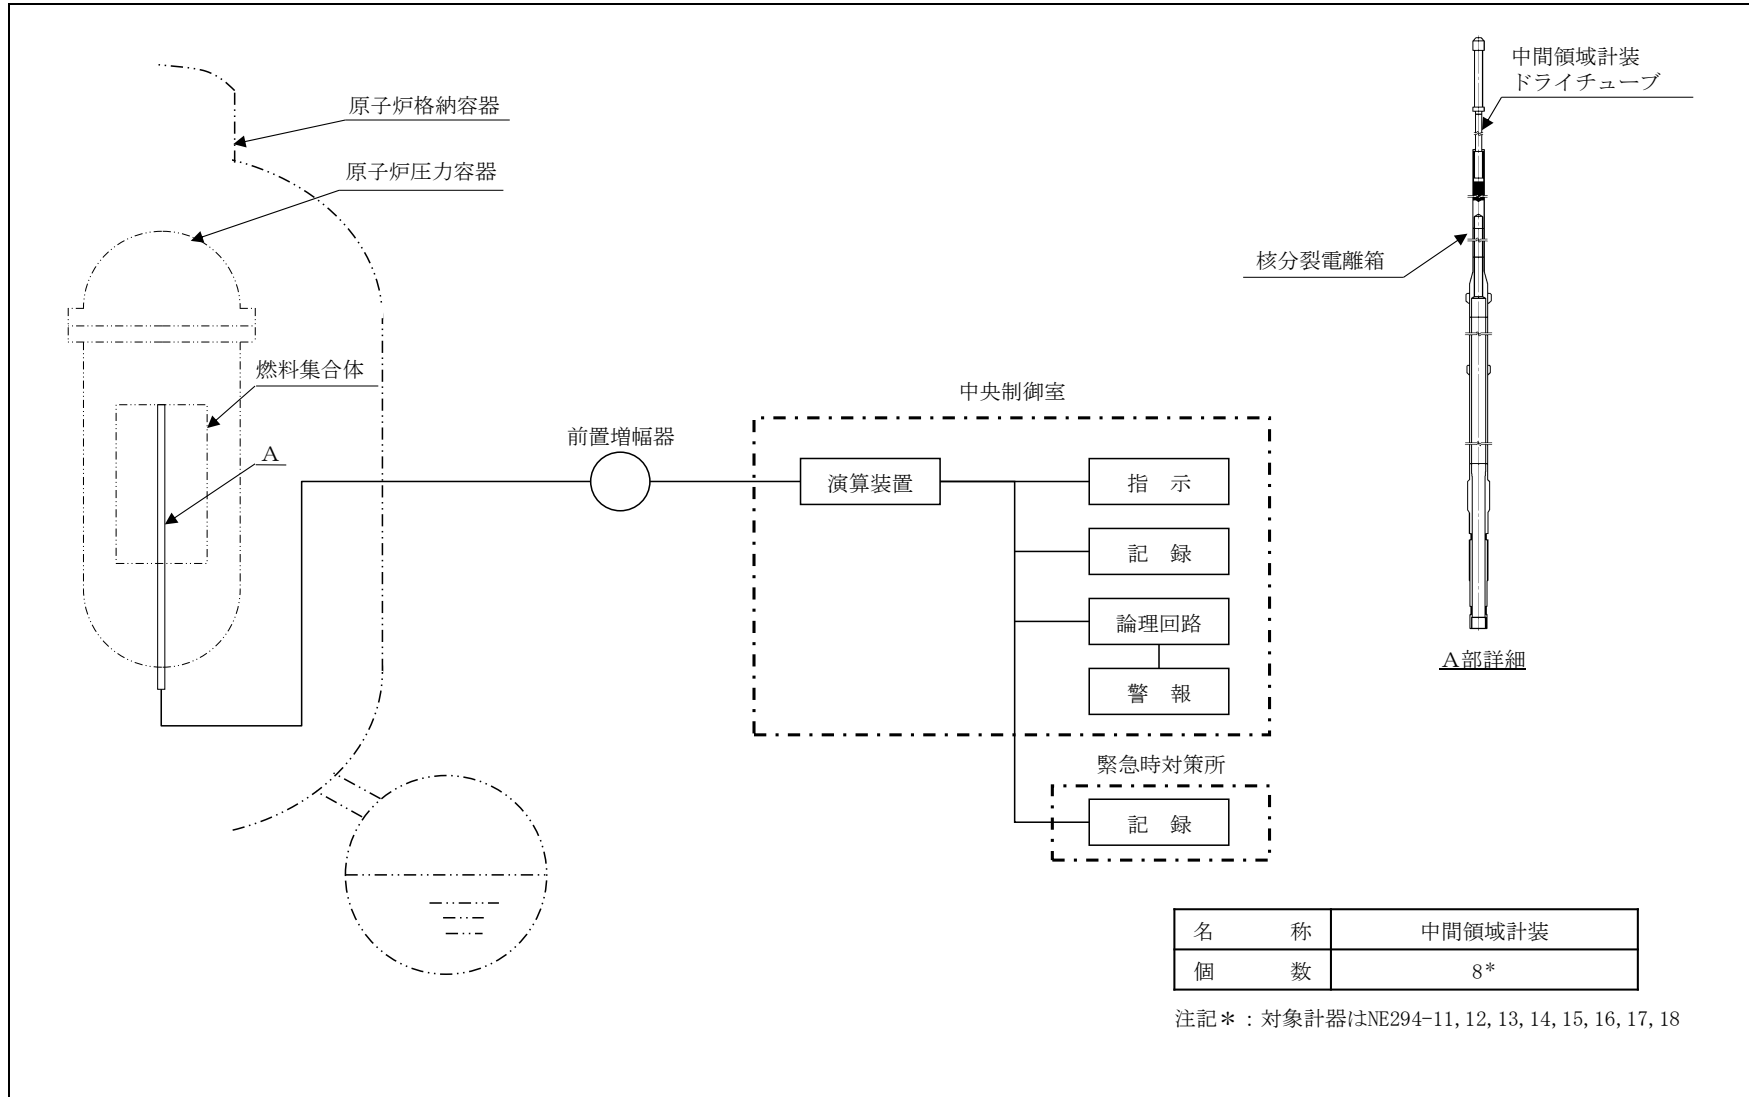 原子炉格納容器
原子炉圧力容器
燃料集合体
A
前置増幅器
中央制御室
演算装置
指　示
記　録
論理回路
警　報
緊急時対策所
記　録
中間領域計装
ドライチューブ
核分裂電離箱
A部詳細
名　称　中間領域計装
個　数　8*
注記＊：対象計器はNE294-11, 12, 13, 14, 15, 16, 17, 18